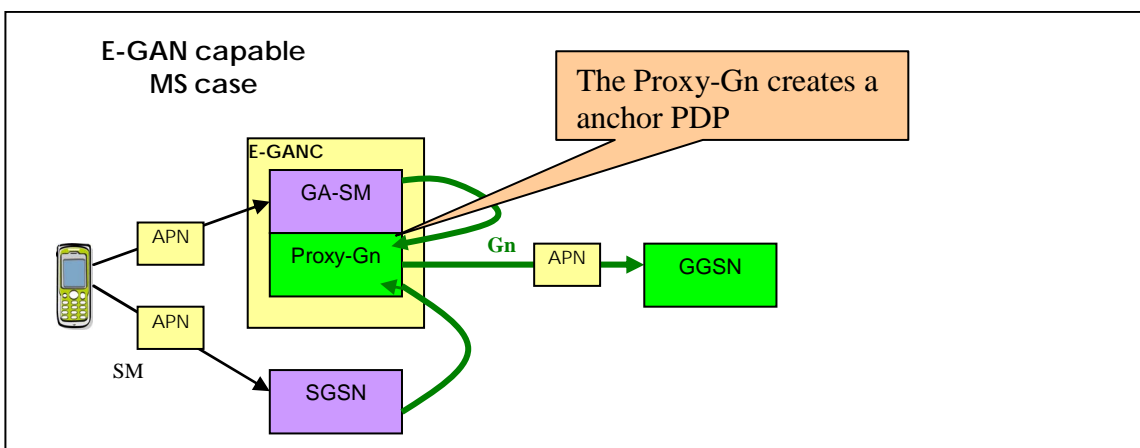 E-GAN capable
MS case
The Proxy-Gn creates a
anchor PDP
E-GANC
GA-SM
APN
Proxy-Gn
Gn
APN
GGSN
APN
SM
SGSN